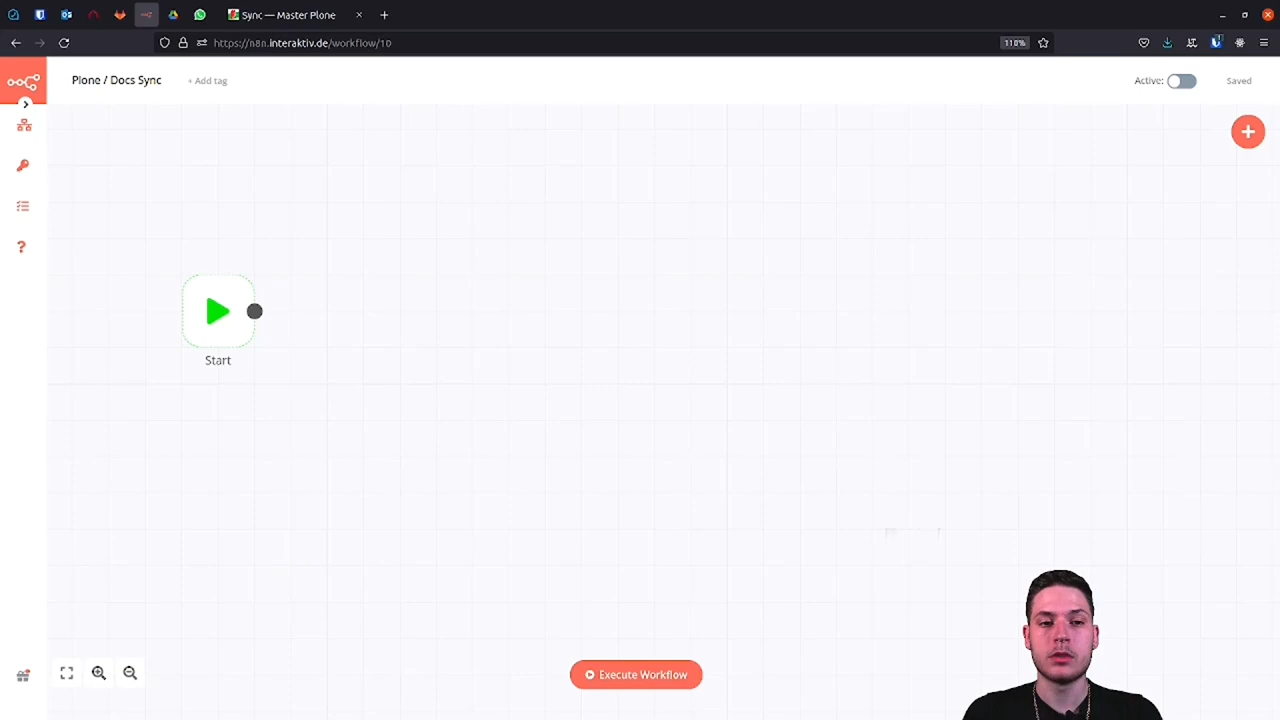 Sync — Master Plone
https://n8n.interaktiv.de/workflow/10
110%
Plone / Docs Sync
+ Add tag
Active:
Saved
Start
Execute Workflow